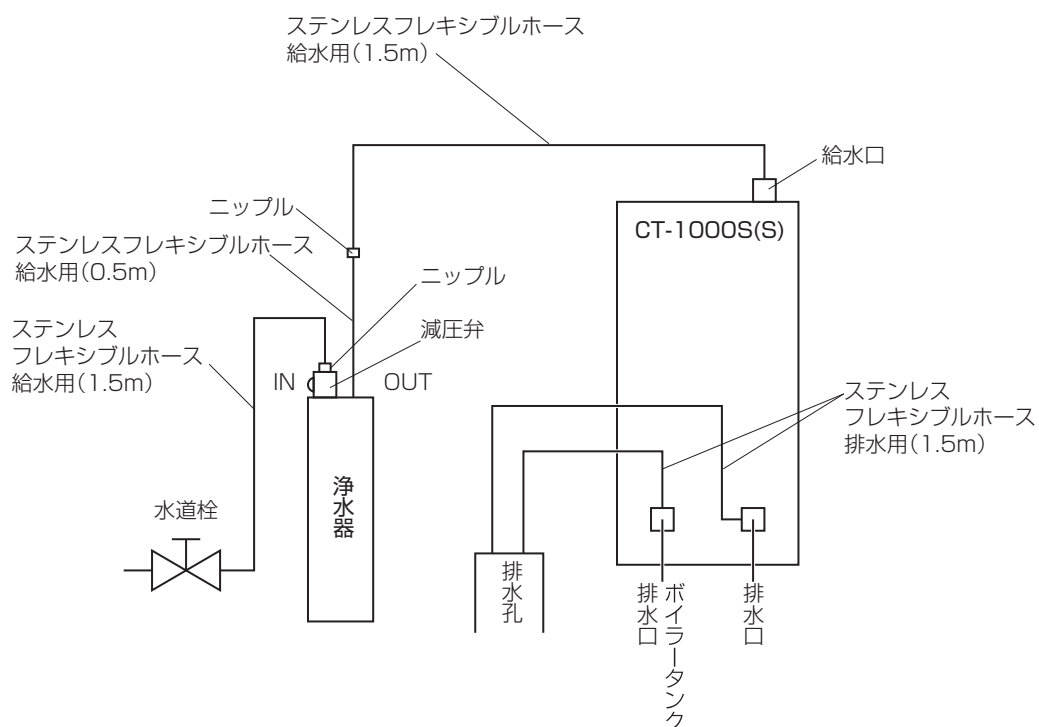 ステンレスフレキシブルホース
給水用(1.5m)
給水口
ニップル
CT-1000S(S)
ステンレスフレキシブルホース
給水用(0.5m)
ニップル
ステンレス
フレキシブルホース
給水用(1.5m)
減圧弁
IN
OUT
ステンレス
フレキシブルホース
排水用(1.5m)
浄水器
水道栓
排水孔
ボイラータンク
排水口
排水口